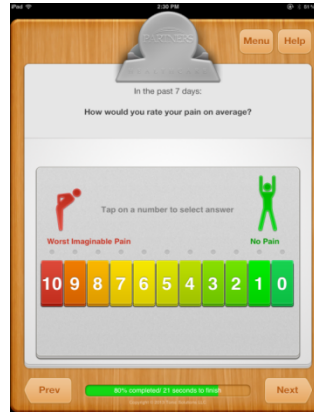 iPad
2:30 PM
61%
PARTNERS
Menu
Help
In the past 7 days:
How would you rate your pain on average?
Tap on a number to select answer
Worst Imaginable Pain
No Pain
10 9 8 7 6 5 4 3 2 1 0
Prev
80% completed/ 21 seconds to finish
Next